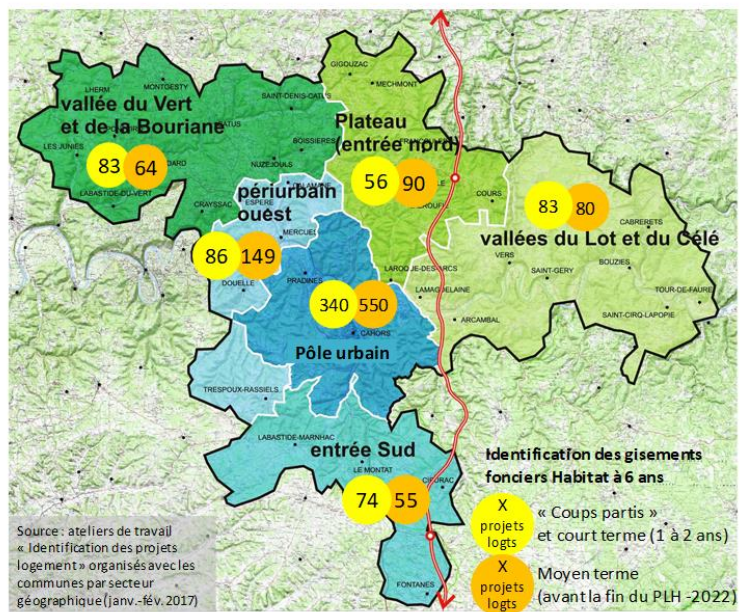 GIGOUZAC
MECHMONT
LHERM
MONTGESTY
vallée du Vert
et de la Bouriane
SAINT-DENIS-CATUS
Plateau
(entrée nord)
BOISSIERES
LES JUNIES
NUZEJOULS
83
64
LABASTIDE-DU-VERT
CRAYSSAC
56
90
COURS
83
80
CABRERETS
vallées du Lot et du Célé
périurbain
ouest
ESPERE
MERCUES
VERS
BOUZIES
SAINT-GÉRY
86
149
DOUELLE
PRADINES
LAROQUE-DES-ARCS
LAMAGDELAINE
TOUR-DE-FAURE
SAINT-CIRQ-LAPOPIE
ARCAMBAL
340
550
CAHORS
Pôle urbain
TRESPOUX-RASSIELS
LABASTIDE-MARNHAC
entrée Sud
LE MONTAT
CIEURAC
74
55
FONTANES
Identification des gisements
fonciers Habitat à 6 ans
X
projets
logts
« Coups partis »
et court terme (1 à 2 ans)
X
projets
logts
Moyen terme
(avant la fin du PLH -2022)
Source : ateliers de travail
« Identification des projets
logement » organisés avec les
communes par secteur
géographique (janv.-fév. 2017)